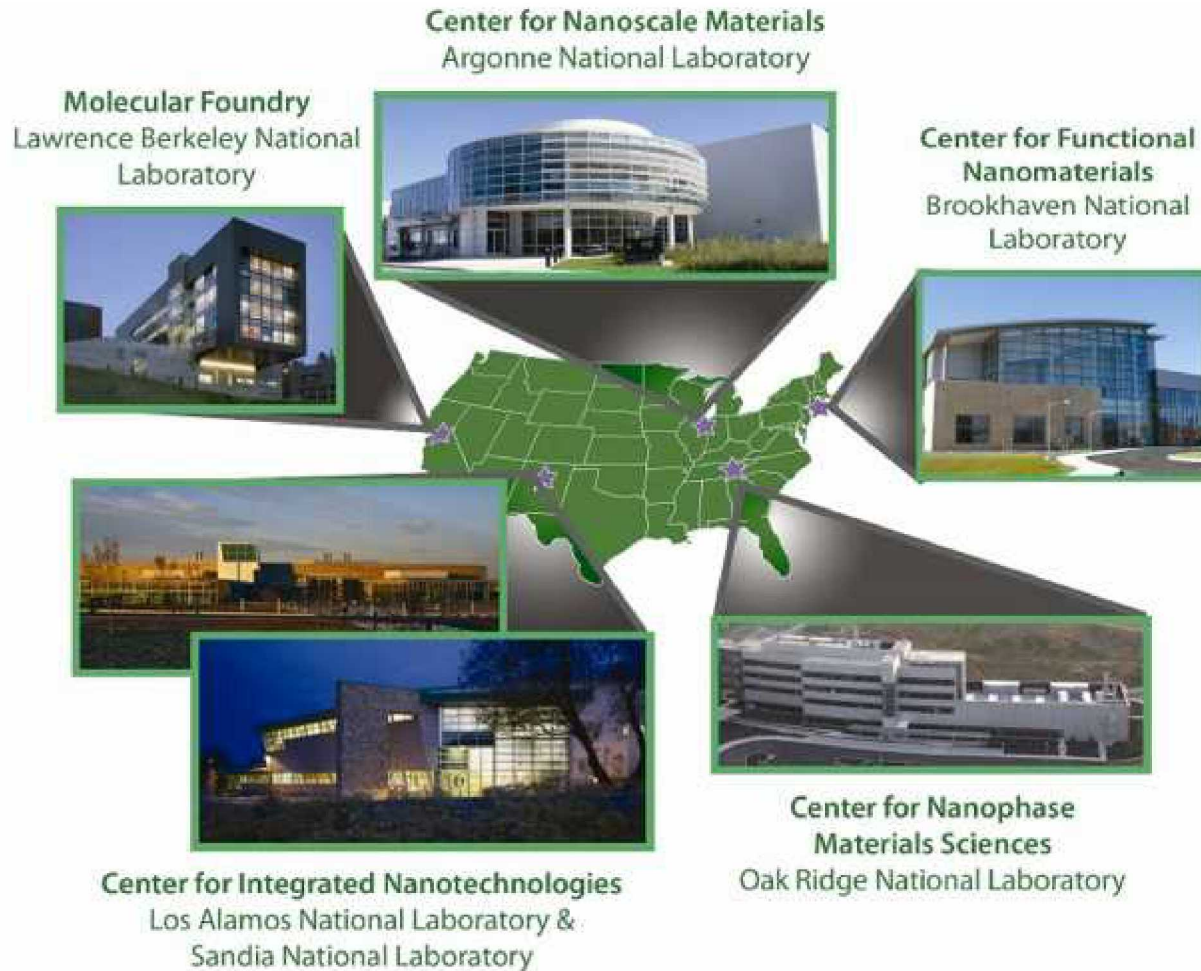 Center for Nanoscale Materials
Argonne National Laboratory
Molecular Foundry
Lawrence Berkeley National
Laboratory
Center for Functional
Nanomaterials
Brookhaven National
Laboratory
Center for Integrated Nanotechnologies
Los Alamos National Laboratory &
Sandia National Laboratory
Center for Nanophase
Materials Sciences
Oak Ridge National Laboratory